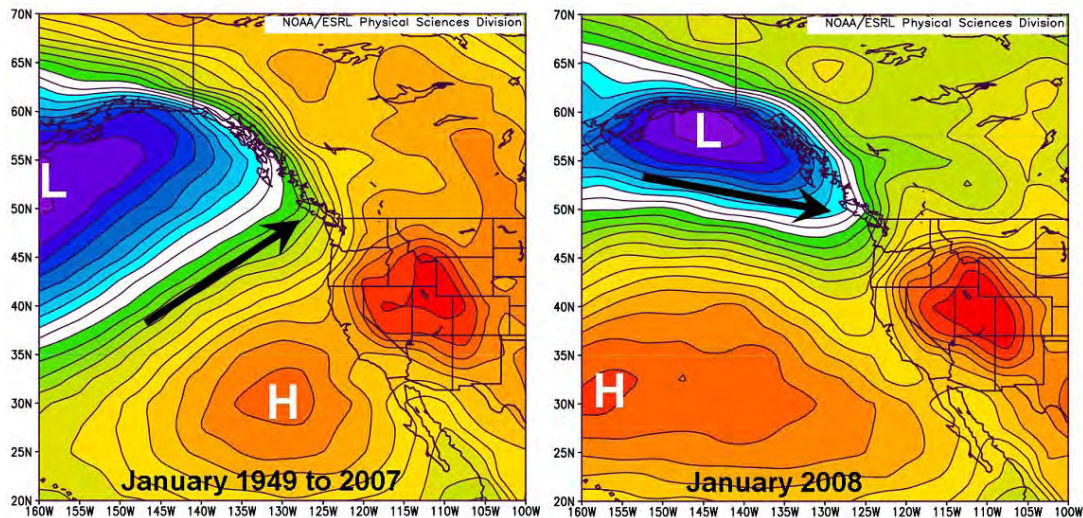 NOAA/ESRL Physical Sciences Division
70N
65N
60N
55N
50N
45N
40N
35N
30N
25N
20N
L
H
January 1949 to 2007
160W 155W 150W 145W 140W 135W 130W 125W 120W 115W 110W 105W 100W
NOAA/ESRL Physical Sciences Division
70N
65N
60N
55N
50N
45N
40N
35N
30N
25N
20N
L
H
January 2008
160W 155W 150W 145W 140W 135W 130W 125W 120W 115W 110W 105W 100W